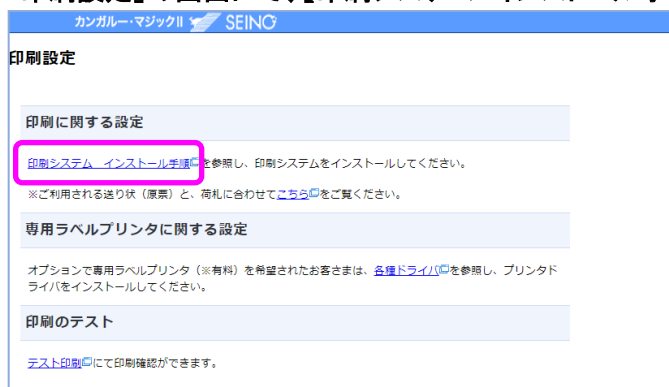 カンガルー・マジックII SEINO
印刷設定
印刷に関する設定
印刷システム　インストール手順を参照し、印刷システムをインストールしてください。
※ご利用される送り状（原票）と、荷札に合わせてこちらをご覧ください。
専用ラベルプリンタに関する設定
オプションで専用ラベルプリンタ（※有料）を希望されたお客さまは、各種ドライバを参照し、プリンタド
ライバをインストールしてください。
印刷のテスト
テスト印刷にて印刷確認ができます。